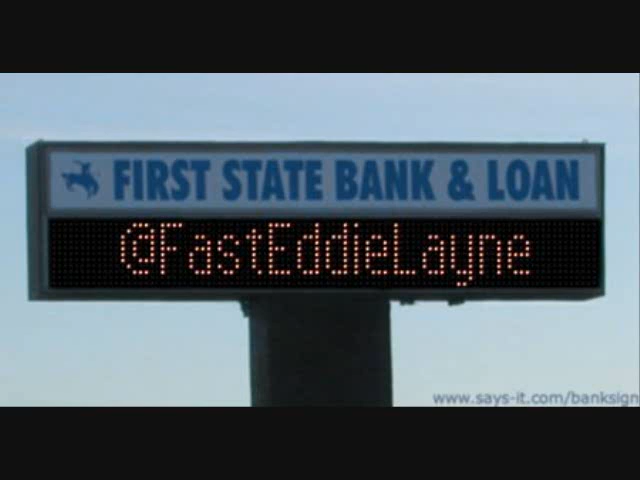 FIRST STATE BANK & LOAN
@FastEddieLayne
www.says-it.com/banksign